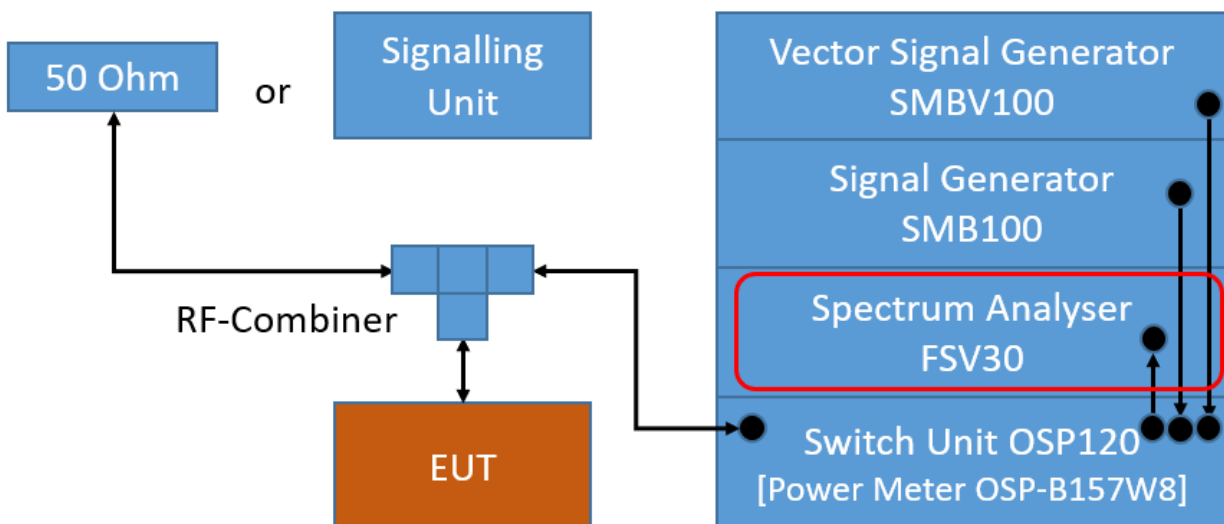 50 Ohm
or
Signalling
Unit
Vector Signal Generator
SMBV100
Signal Generator
SMB100
RF-Combiner
Spectrum Analyser
FSV30
EUT
Switch Unit OSP120
[Power Meter OSP-B157W8]